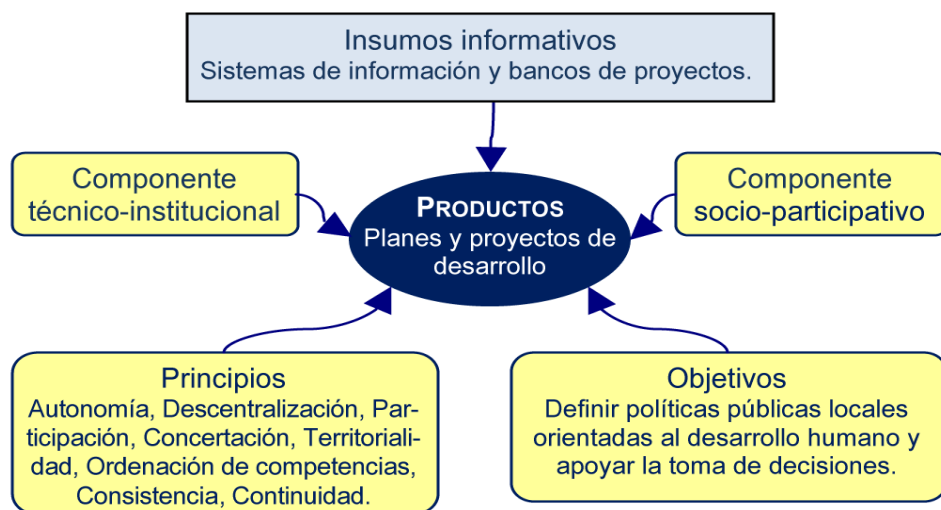 Insumos informativos
Sistemas de información y bancos de proyectos.
Componente
técnico-institucional
Componente
socio-participativo
PRODUCTOS
Planes y proyectos de
desarrollo
Principios
Autonomía, Descentralización, Par-
ticipación, Concertación, Territoriali-
dad, Ordenación de competencias,
Consistencia, Continuidad.
Objetivos
Definir políticas públicas locales
orientadas al desarrollo humano y
apoyar la toma de decisiones.